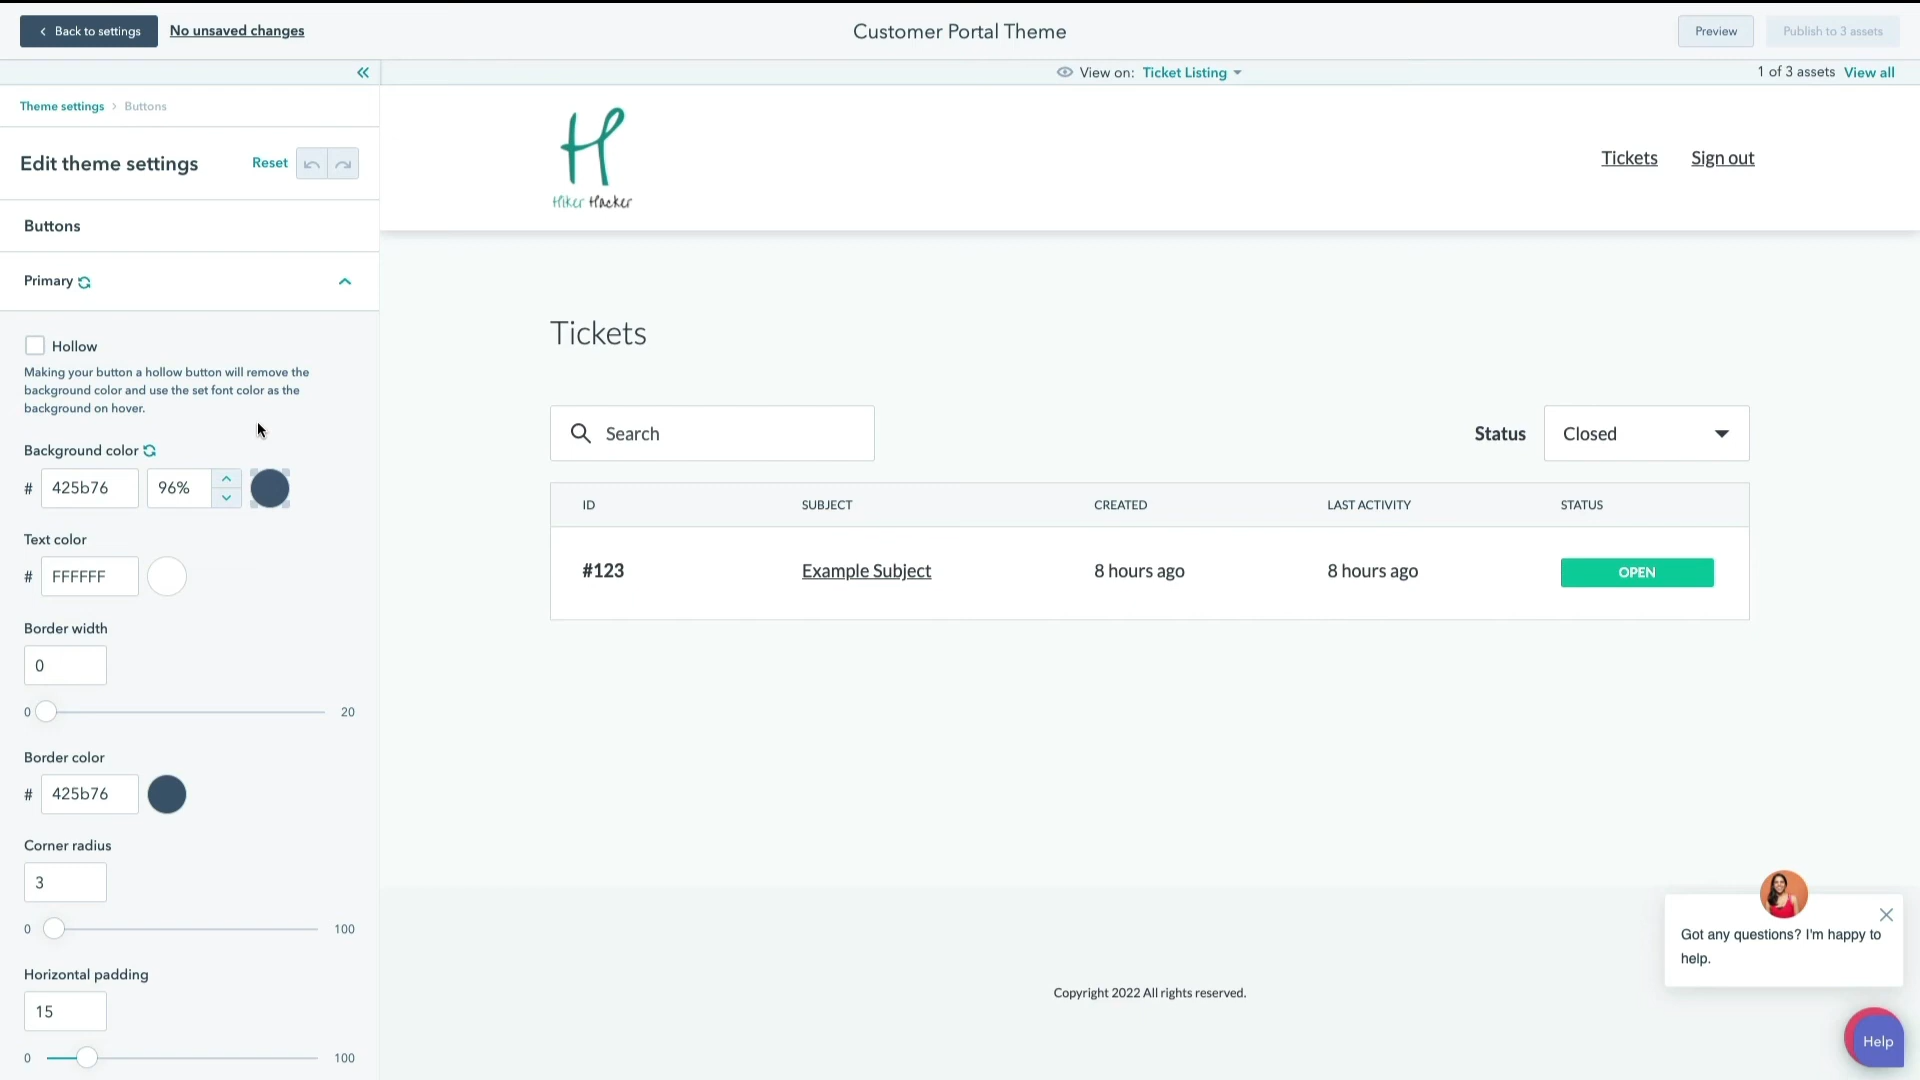 Back to settings
No unsaved changes
Customer Portal Theme
Preview
Publish to 3 assets
View on: Ticket Listing
1 of 3 assets View all
Theme settings > Buttons
Edit theme settings
Reset
Buttons
Primary
Hollow
Making your button a hollow button will remove the
background color and use the set font color as the
background on hover.
Background color
# 425b76 96%
Text color
# FFFFFF
Border width
0
0 20
Border color
# 425b76
Corner radius
3
0 100
Horizontal padding
15
0 100
H
Hiker Hacker
Tickets Sign out
Tickets
Search
Status Closed
ID SUBJECT CREATED LAST ACTIVITY STATUS
#123 Example Subject 8 hours ago 8 hours ago OPEN
Copyright 2022 All rights reserved.
Got any questions? I'm happy to
help.
Help